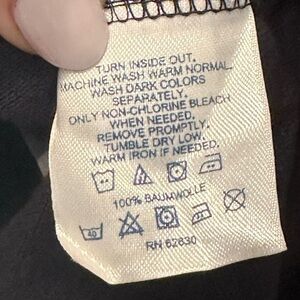 TURN INSIDE OUT.
MACHINE WASH WARM NORMAL.
WASH DARK COLORS
SEPARATELY.
ONLY NON-CHLORINE BLEACH
WHEN NEEDED.
REMOVE PROMPTLY.
TUMBLE DRY LOW.
WARM IRON IF NEEDED.
100% BAUMWOLLE
40
RN 62630